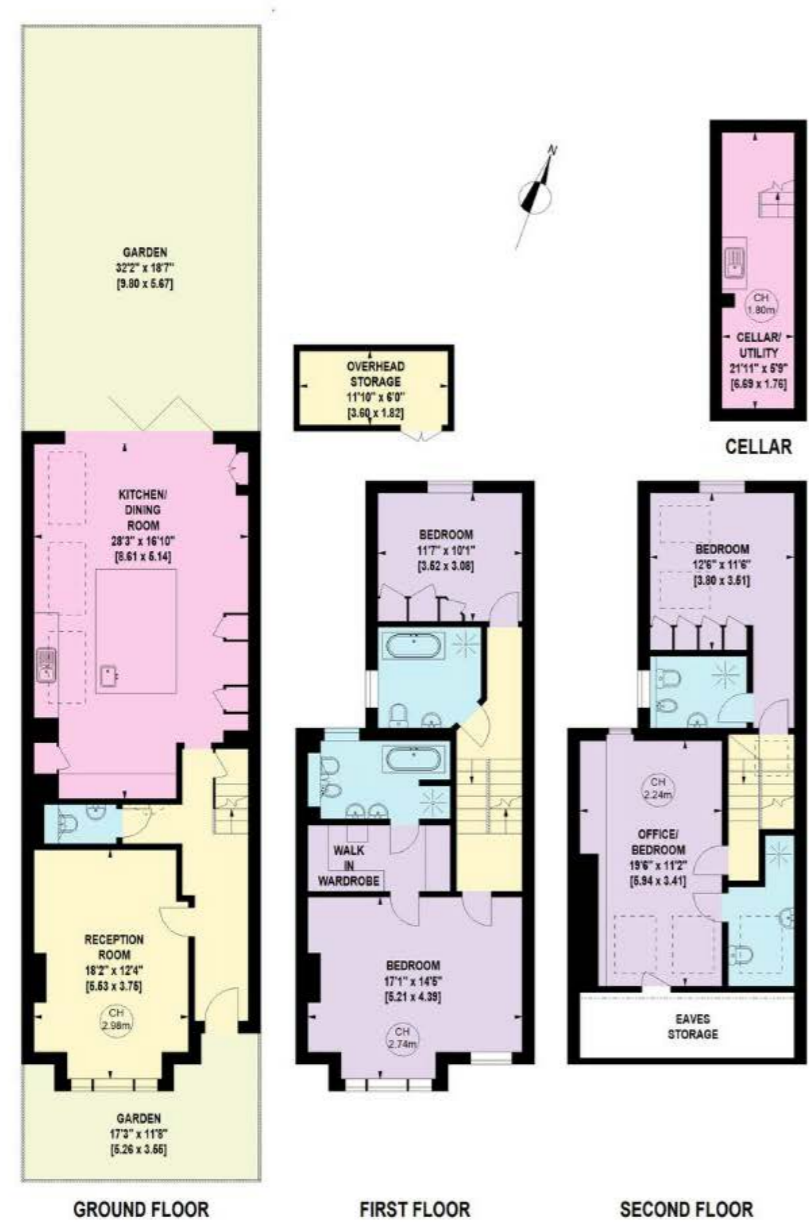 N
GARDEN
32'2" x 18'7"
[9.80 x 5.67]
KITCHEN/
DINING
ROOM
28'3" x 16'10"
[8.61 x 5.14]
RECEPTION
ROOM
18'2" x 12'4"
[5.53 x 3.75]
CH
2.98m
GARDEN
17'3" x 11'8"
[5.26 x 3.55]
GROUND FLOOR
OVERHEAD
STORAGE
11'10" x 6'0"
[3.60 x 1.82]
BEDROOM
11'7" x 10'1"
[3.52 x 3.08]
WALK
IN
WARDROBE
BEDROOM
17'1" x 14'5"
[5.21 x 4.39]
CH
2.74m
FIRST FLOOR
CH
1.80m
CELLAR/
UTILITY
21'11" x 5'9"
[6.69 x 1.76]
CELLAR
BEDROOM
12'6" x 11'6"
[3.80 x 3.51]
CH
2.24m
OFFICE/
BEDROOM
19'6" x 11'2"
[5.94 x 3.41]
EAVES
STORAGE
SECOND FLOOR